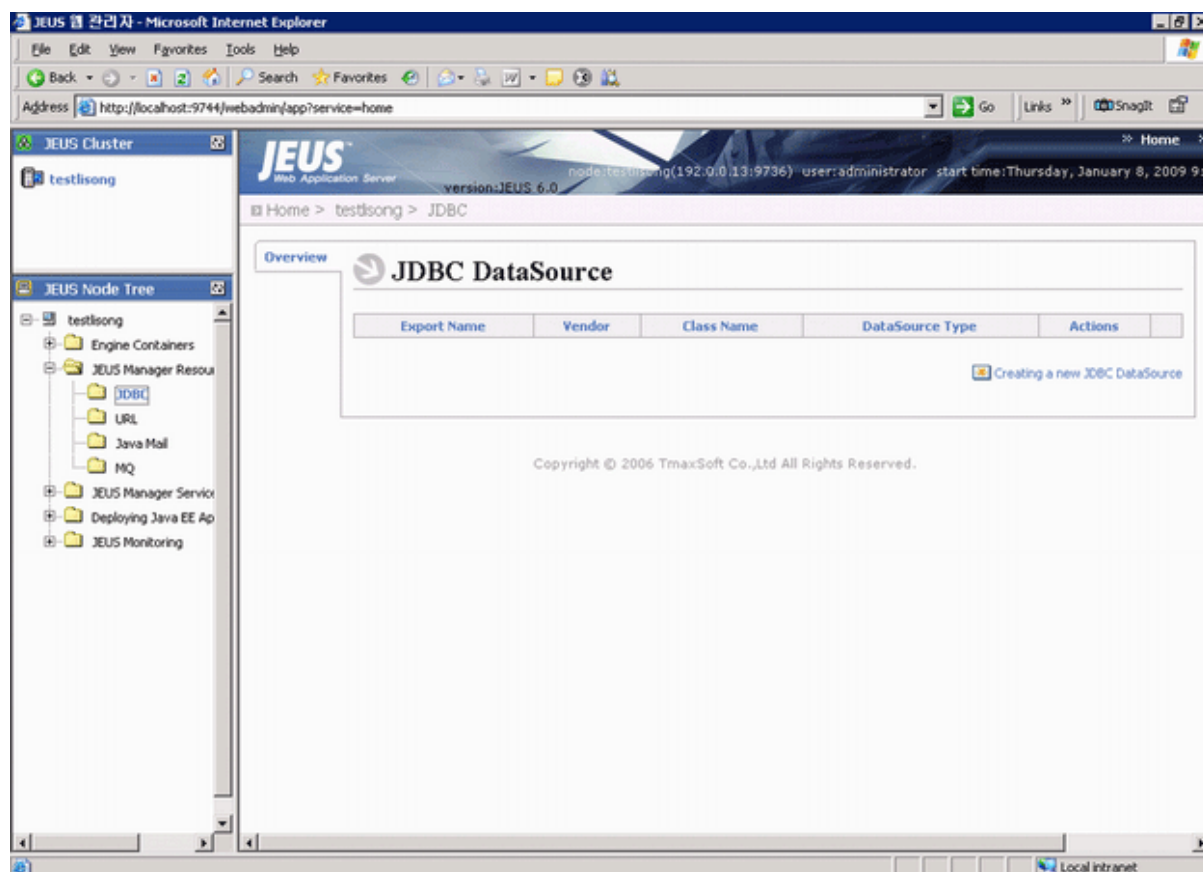 JEUS 웹 관리자 - Microsoft Internet Explorer
File Edit View Favorites Tools Help
Back Search Favorites
Address http://localhost:9744/webadmin/app?service=home Go Links » SnagIt
JEUS Cluster
testlisong
JEUS Node Tree
testlisong
Engine Containers
JEUS Manager Resou
JDBC
URL
Java Mail
MQ
JEUS Manager Service
Deploying Java EE Ap
JEUS Monitoring
» Home
JEUS™
Web Application Server
version:JEUS 6.0
node:testlisong(192.0.0.13:9736) user:administrator start time:Thursday, January 8, 2009 9:
Home > testlisong > JDBC
Overview
JDBC DataSource
Export Name Vendor Class Name DataSource Type Actions
Creating a new JDBC DataSource
Copyright © 2006 TmaxSoft Co.,Ltd All Rights Reserved.
Local intranet